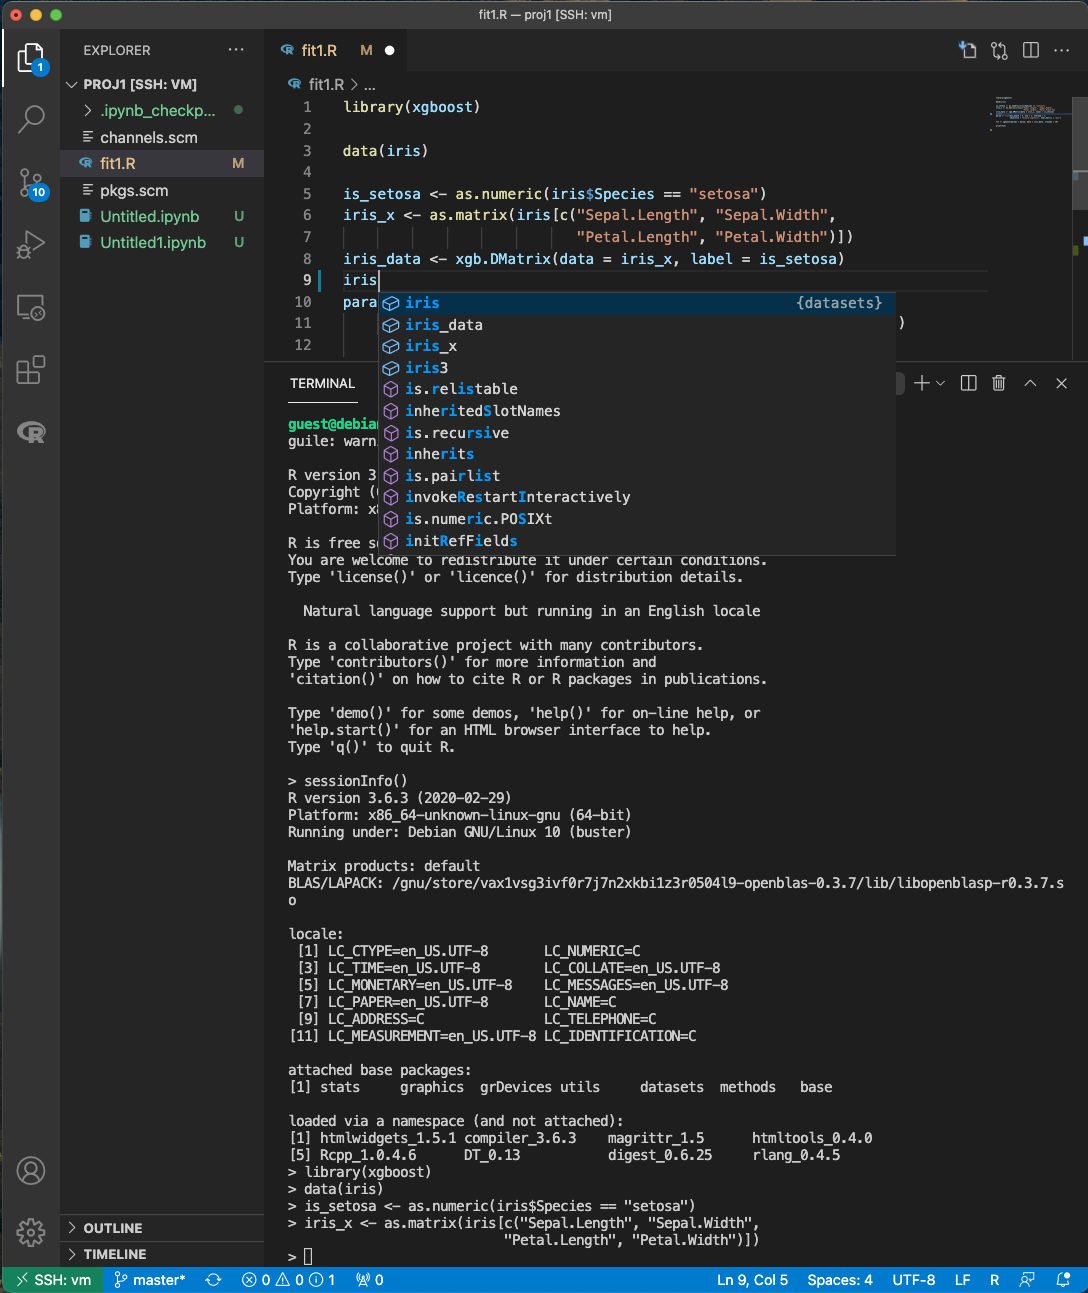 fit1.R — proj1 [SSH: vm]
EXPLORER
PROJ1 [SSH: VM]
.ipynb_checkp...
channels.scm
fit1.R M
pkgs.scm
Untitled.ipynb U
Untitled1.ipynb U
OUTLINE
TIMELINE
1
10
fit1.R M
fit1.R > ...
1 library(xgboost)
2
3 data(iris)
4
5 is_setosa <- as.numeric(iris$Species == "setosa")
6 iris_x <- as.matrix(iris[c("Sepal.Length", "Sepal.Width",
7 "Petal.Length", "Petal.Width")])
8 iris_data <- xgb.DMatrix(data = iris_x, label = is_setosa)
9 iris
10 para
11 )
12
iris {datasets}
iris_data
iris_x
iris3
is.relistable
inheritedSlotNames
is.recursive
inherits
is.pairlist
invokeRestartInteractively
is.numeric.POSIXt
initRefFields
TERMINAL
guest@debia
guile: warn
R version 3
Copyright (
Platform: x
R is free s
You are welcome to redistribute it under certain conditions.
Type 'license()' or 'licence()' for distribution details.
Natural language support but running in an English locale
R is a collaborative project with many contributors.
Type 'contributors()' for more information and
'citation()' on how to cite R or R packages in publications.
Type 'demo()' for some demos, 'help()' for on-line help, or
'help.start()' for an HTML browser interface to help.
Type 'q()' to quit R.
> sessionInfo()
R version 3.6.3 (2020-02-29)
Platform: x86_64-unknown-linux-gnu (64-bit)
Running under: Debian GNU/Linux 10 (buster)
Matrix products: default
BLAS/LAPACK: /gnu/store/vax1vsg3ivf0r7j7n2xkbi1z3r0504l9-openblas-0.3.7/lib/libopenblasp-r0.3.7.s
o
locale:
[1] LC_CTYPE=en_US.UTF-8 LC_NUMERIC=C
[3] LC_TIME=en_US.UTF-8 LC_COLLATE=en_US.UTF-8
[5] LC_MONETARY=en_US.UTF-8 LC_MESSAGES=en_US.UTF-8
[7] LC_PAPER=en_US.UTF-8 LC_NAME=C
[9] LC_ADDRESS=C LC_TELEPHONE=C
[11] LC_MEASUREMENT=en_US.UTF-8 LC_IDENTIFICATION=C
attached base packages:
[1] stats graphics grDevices utils datasets methods base
loaded via a namespace (and not attached):
[1] htmlwidgets_1.5.1 compiler_3.6.3 magrittr_1.5 htmltools_0.4.0
[5] Rcpp_1.0.4.6 DT_0.13 digest_0.6.25 rlang_0.4.5
> library(xgboost)
> data(iris)
> is_setosa <- as.numeric(iris$Species == "setosa")
> iris_x <- as.matrix(iris[c("Sepal.Length", "Sepal.Width",
"Petal.Length", "Petal.Width")])
>
SSH: vm master* 0 0 1 0 Ln 9, Col 5 Spaces: 4 UTF-8 LF R